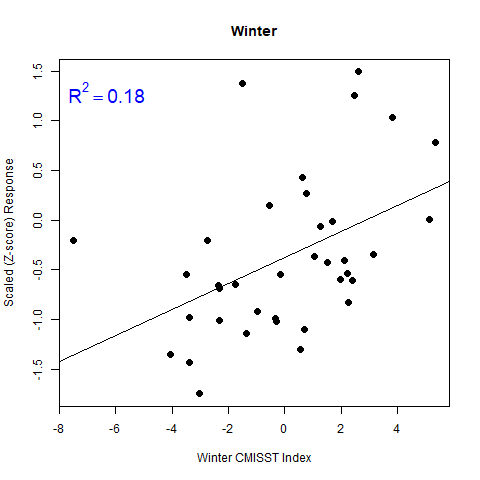 Winter
R² = 0.18
1.5
1.0
0.5
0.0
-0.5
-1.0
-1.5
Scaled (Z-score) Response
-8 -6 -4 -2 0 2 4
Winter CMISST Index